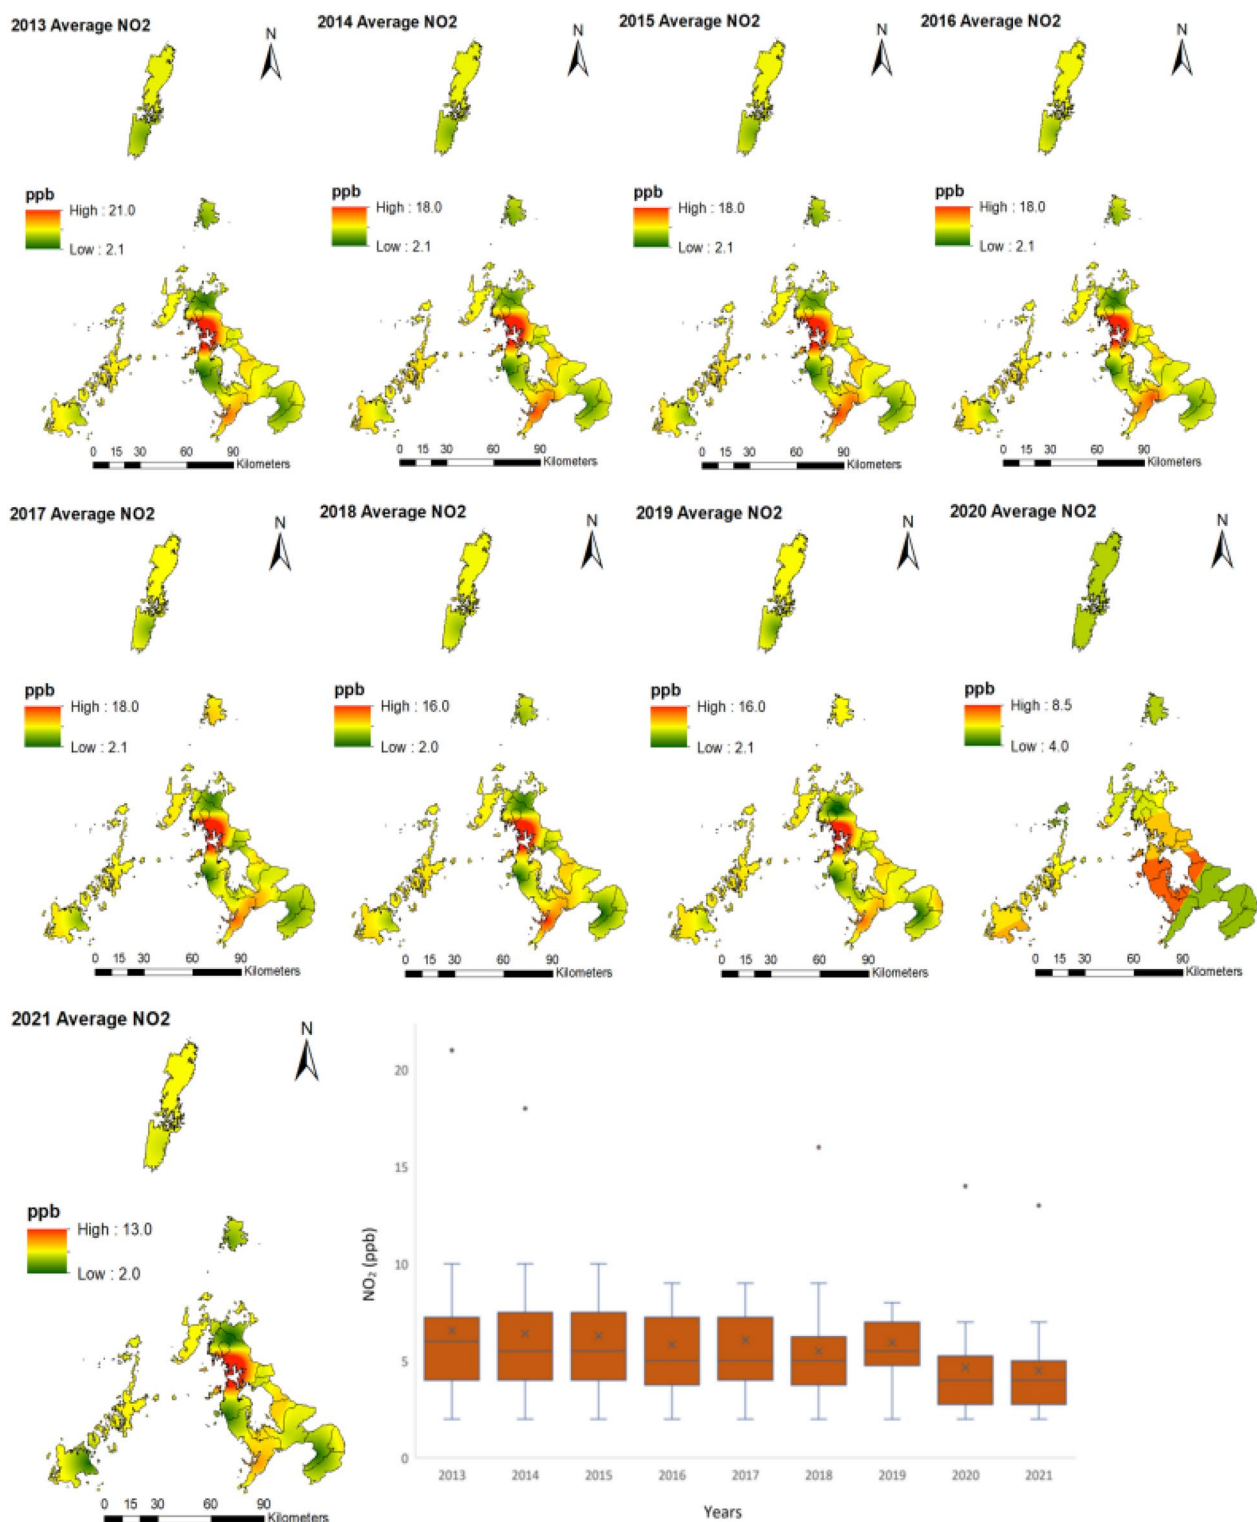 2013 Average NO2
N
ppb
High : 21.0
Low : 2.1
0 15 30 60 90
Kilometers
2014 Average NO2
N
ppb
High : 18.0
Low : 2.1
0 15 30 60 90
Kilometers
2015 Average NO2
N
ppb
High : 18.0
Low : 2.1
0 15 30 60 90
Kilometers
2016 Average NO2
N
ppb
High : 18.0
Low : 2.1
0 15 30 60 90
Kilometers
2017 Average NO2
N
ppb
High : 18.0
Low : 2.1
0 15 30 60 90
Kilometers
2018 Average NO2
N
ppb
High : 16.0
Low : 2.0
0 15 30 60 90
Kilometers
2019 Average NO2
N
ppb
High : 16.0
Low : 2.1
0 15 30 60 90
Kilometers
2020 Average NO2
N
ppb
High : 8.5
Low : 4.0
0 15 30 60 90
Kilometers
2021 Average NO2
N
ppb
High : 13.0
Low : 2.0
0 15 30 60 90
Kilometers
NO₂ (ppb)
20
15
10
5
0
2013 2014 2015 2016 2017 2018 2019 2020 2021
Years